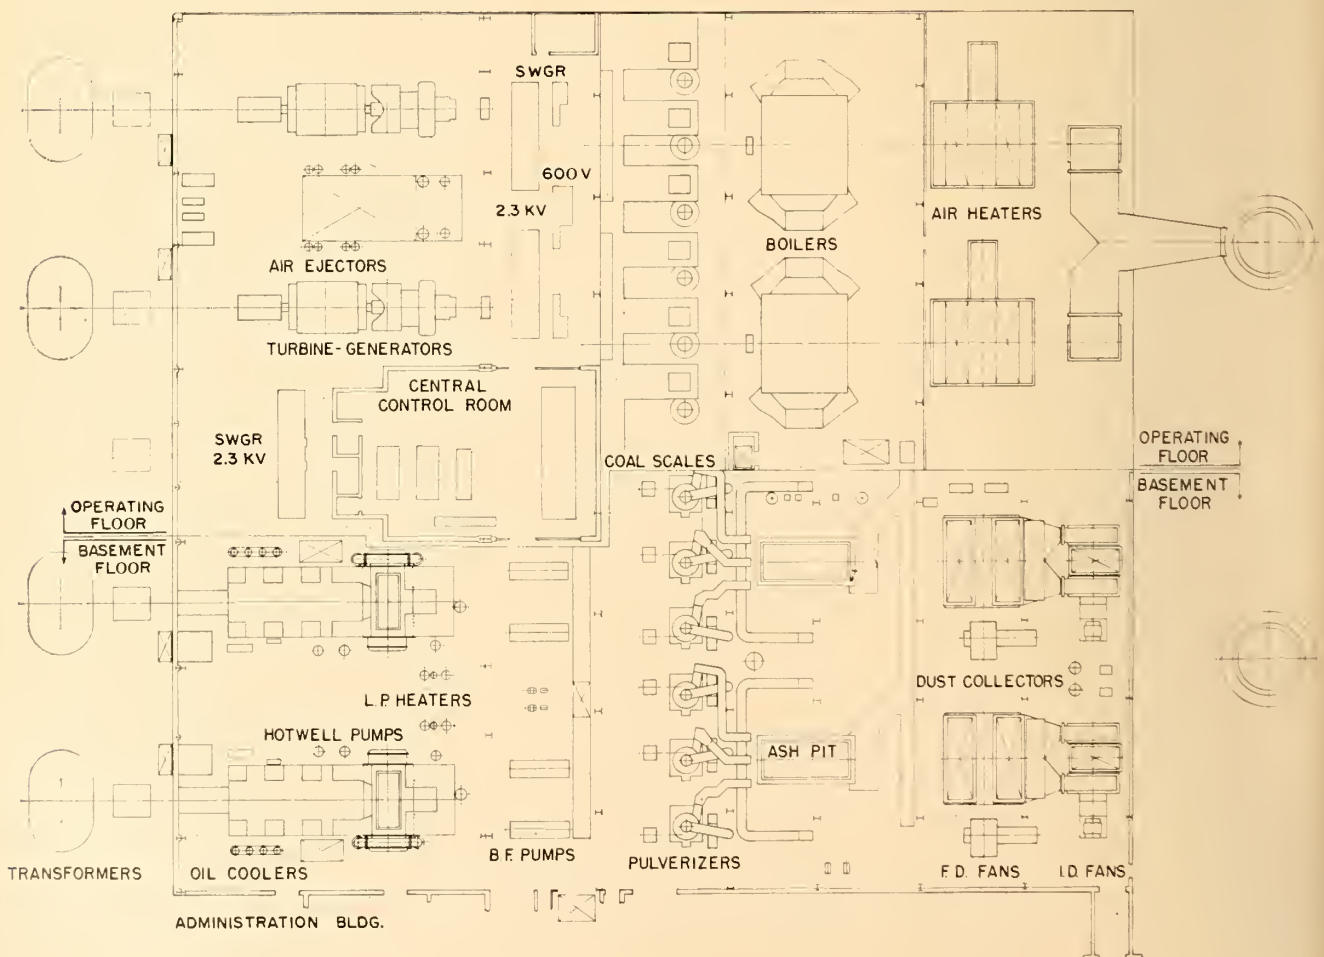 SWGR
600 V
2.3 KV
AIR HEATERS
BOILERS
AIR EJECTORS
TURBINE-GENERATORS
CENTRAL
CONTROL ROOM
SWGR
2.3 KV
COAL SCALES
OPERATING
FLOOR
BASEMENT
FLOOR
OPERATING
FLOOR
BASEMENT
FLOOR
L.P. HEATERS
DUST COLLECTORS
HOTWELL PUMPS
ASH PIT
B.F. PUMPS
PULVERIZERS
TRANSFORMERS
OIL COOLERS
F.D. FANS
I.D. FANS
ADMINISTRATION BLDG.